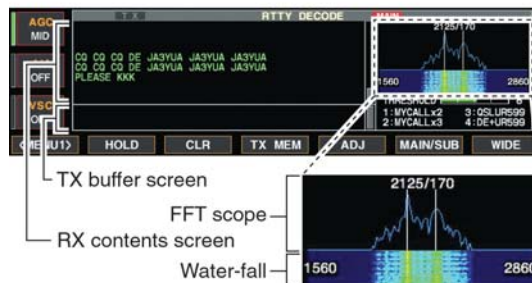 AGC
MID
TX
RTTY DECODE
MAIN
2125/170
OFF
CQ CQ CQ DE JA3YUA JA3YUA JA3YUA
CQ CQ CQ DE JA3YUA JA3YUA JA3YUA
PLEASE KKK
1560
2860
THRESHOLD
8
1:MYCALLx2
3:QSLUR599
2:MYCALLx3
4:DE+UR599
HOLD
CLR
TX MEM
ADJ
MAIN/SUB
WIDE
TX buffer screen
2125/170
FFT scope
RX contents screen
Water-fall
1560
2860